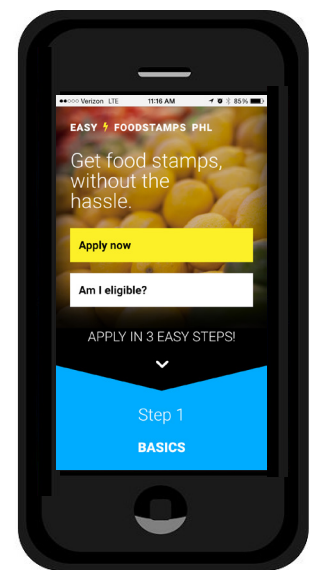 Verizon LTE 11:16 AM 85%
EASY FOODSTAMPS PHL
Get food stamps,
without the
hassle.
Apply now
Am I eligible?
APPLY IN 3 EASY STEPS!
Step 1
BASICS